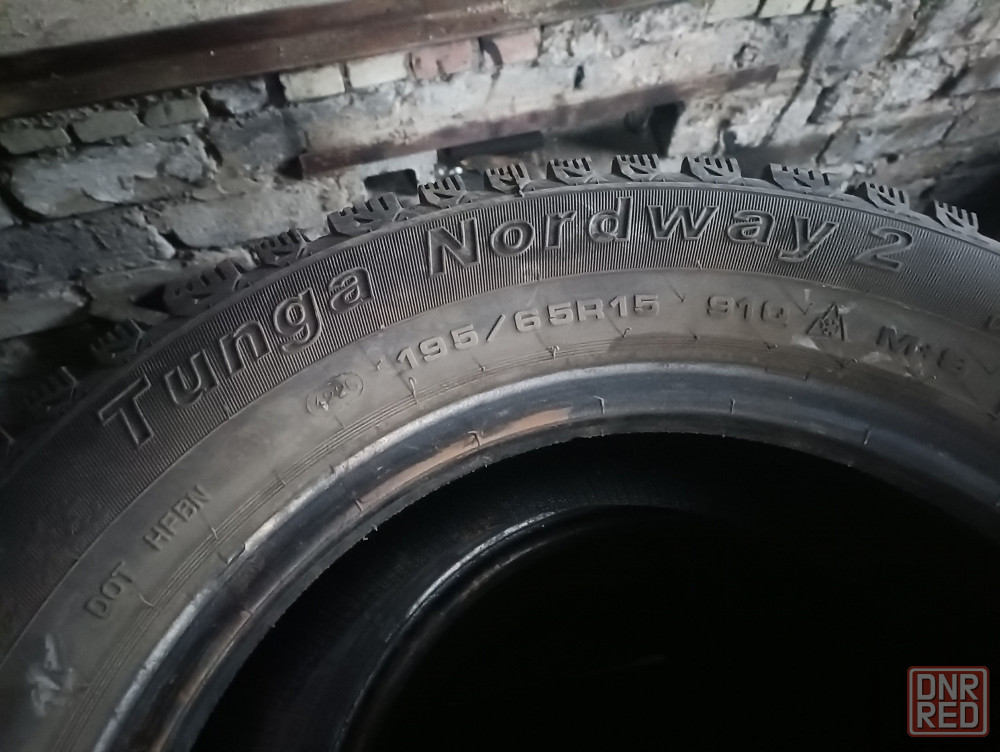 Tunga Nordway 2
195/65R15 91Q M+S
DOT HFBN
DNR
RED